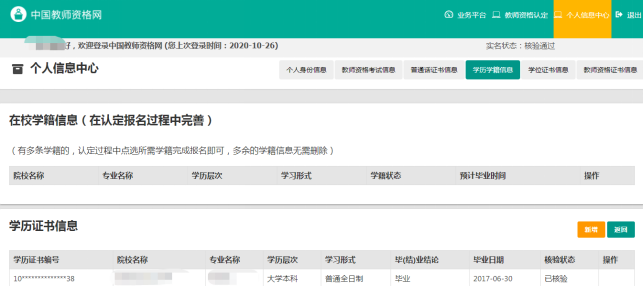 中国教师资格网
业务平台 教师资格认定 个人信息中心 退出
好，欢迎登录中国教师资格网 (您上次登录时间：2020-10-26) 实名状态：核验通过
个人信息中心
个人身份信息 教师资格考试信息 普通话证书信息 学历学籍信息 学位证书信息 教师资格证书信息
在校学籍信息（在认定报名过程中完善）
（有多条学籍的，认定过程中点选所需学籍完成报名即可，多余的学籍信息无需删除）
院校名称 专业名称 学历层次 学习形式 学籍状态 预计毕业时间 操作
学历证书信息 新增 返回
学历证书编号 院校名称 专业名称 学历层次 学习形式 毕(结)业结论 毕业日期 核验状态 操作
10**************38 大学本科 普通全日制 毕业 2017-06-30 已核验